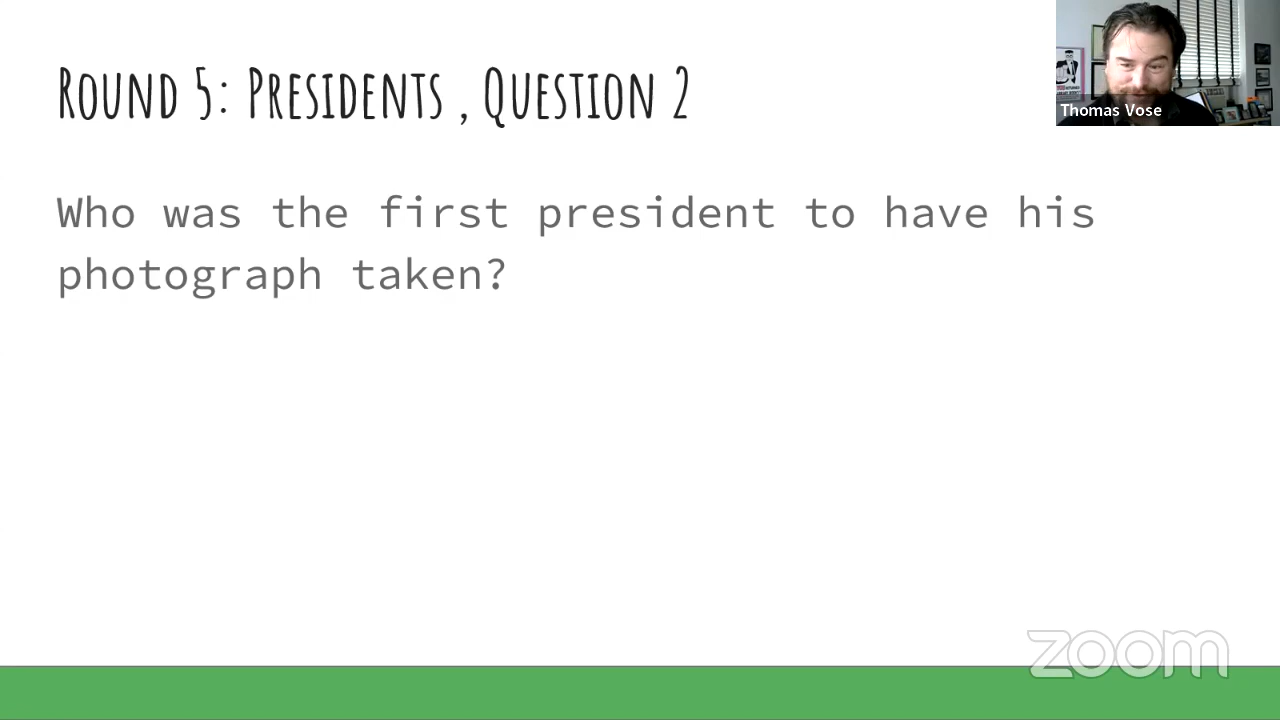 Round 5: Presidents , Question 2
Thomas Vose
Who was the first president to have his
photograph taken?
zoom